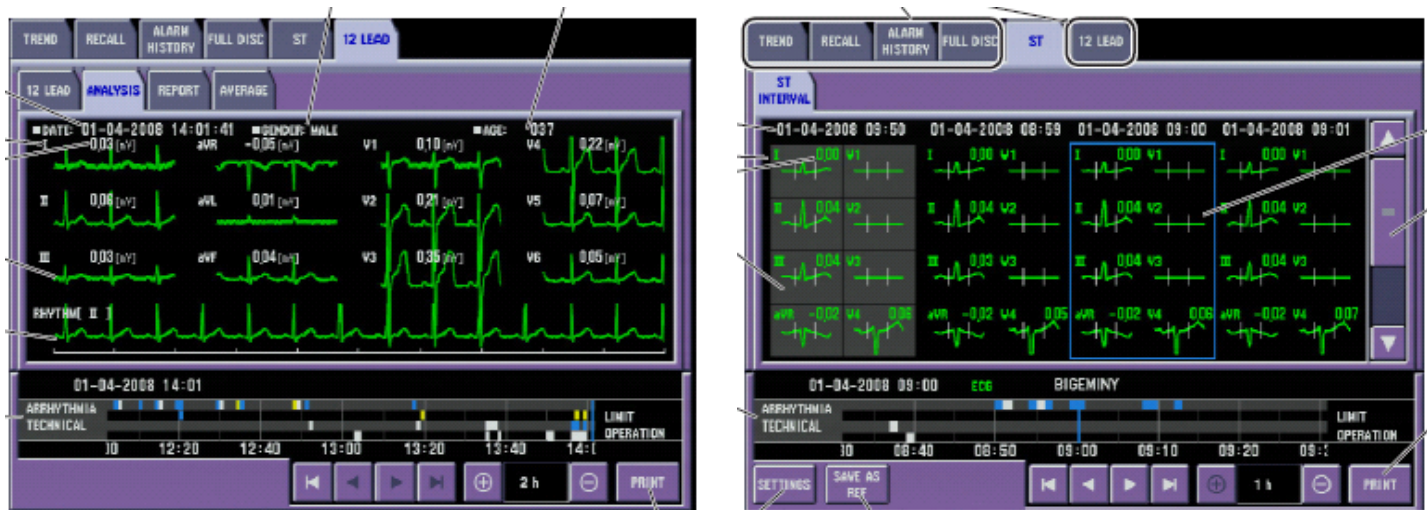 TREND RECALL ALARM HISTORY FULL DISC ST 12 LEAD
12 LEAD ANALYSIS REPORT AVERAGE
■DATE: 01-04-2008 14:01:41 ■GENDER: MALE ■AGE: 037
I 0,03 [mV] aVR -0,05 [mV] V1 0,10 [mV] V4 0,22 [mV]
II 0,06 [mV] aVL 0,01 [mV] V2 0,21 [mV] V5 0,07 [mV]
III 0,03 [mV] aVF 0,04 [mV] V3 0,35 [mV] V6 0,05 [mV]
RHYTHM[ II ]
01-04-2008 14:01
ARRHYTHMIA LIMIT
TECHNICAL OPERATION
12:20 12:40 13:00 13:20 13:40
2 h PRINT
TREND RECALL ALARM HISTORY FULL DISC ST 12 LEAD
ST INTERVAL
01-04-2008 09:50 01-04-2008 08:59 01-04-2008 09:00 01-04-2008 09:01
I 0,00 V1 I 0,00 V1 I 0,00 V1 I 0,00 V1
II 0,04 V2 II 0,04 V2 II 0,04 V2 II 0,04 V2
III 0,04 V3 III 0,03 V3 III 0,04 V3 III 0,04 V3
aVR -0,02 V4 0,06 aVR -0,02 V4 0,05 aVR -0,02 V4 0,06 aVR -0,02 V4 0,07
01-04-2008 09:00 ECG BIGEMINY
ARRHYTHMIA LIMIT
TECHNICAL OPERATION
08:40 08:50 09:00 09:10 09:20
SETTINGS SAVE AS REF 1 h PRINT